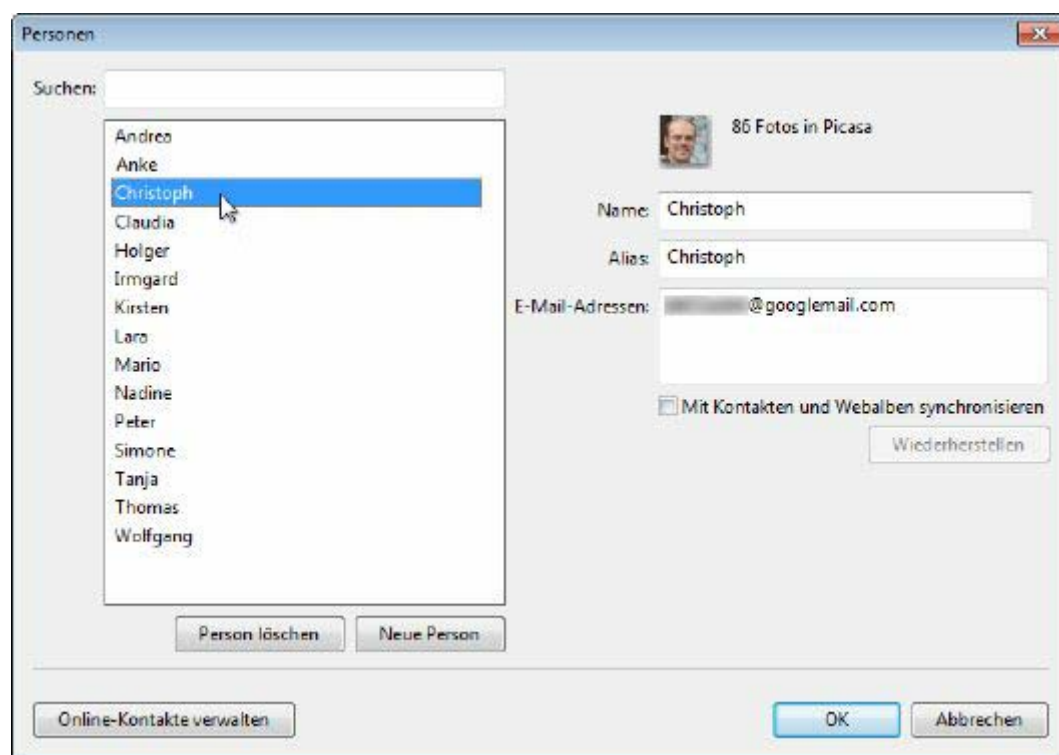 Personen
Suchen:
Andrea
Anke
Christoph
Claudia
Holger
Irmgard
Kirsten
Lara
Mario
Nadine
Peter
Simone
Tanja
Thomas
Wolfgang
Person löschen
Neue Person
86 Fotos in Picasa
Name: Christoph
Alias: Christoph
E-Mail-Adressen: @googlemail.com
Mit Kontakten und Webalben synchronisieren
Wiederherstellen
Online-Kontakte verwalten
OK
Abbrechen